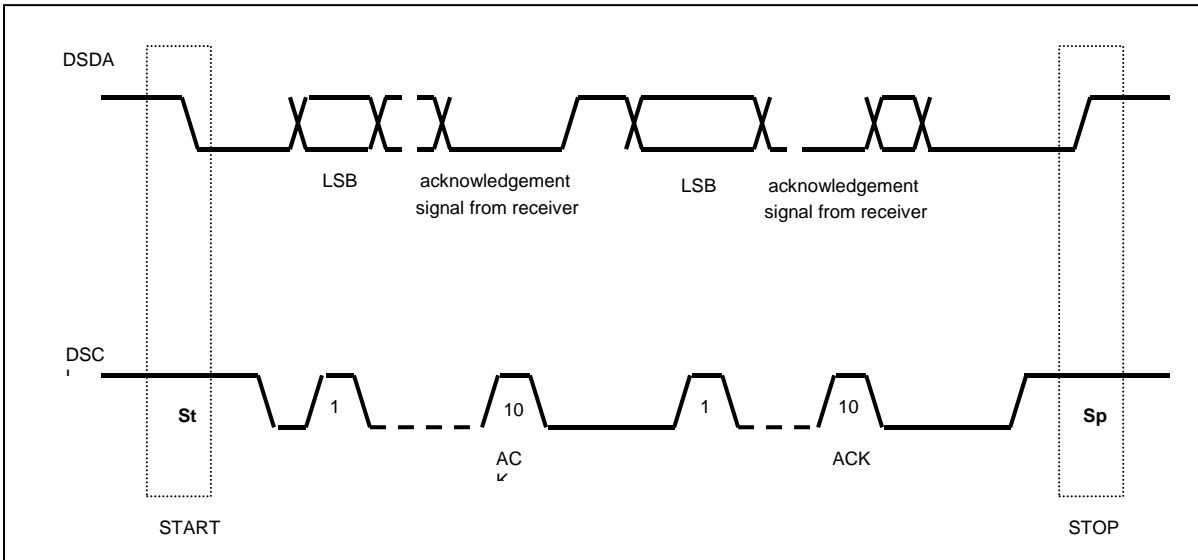 DSDA
LSB
acknowledgement
signal from receiver
LSB
acknowledgement
signal from receiver
DSC
St
1
10
1
10
Sp
AC
ACK
START
STOP